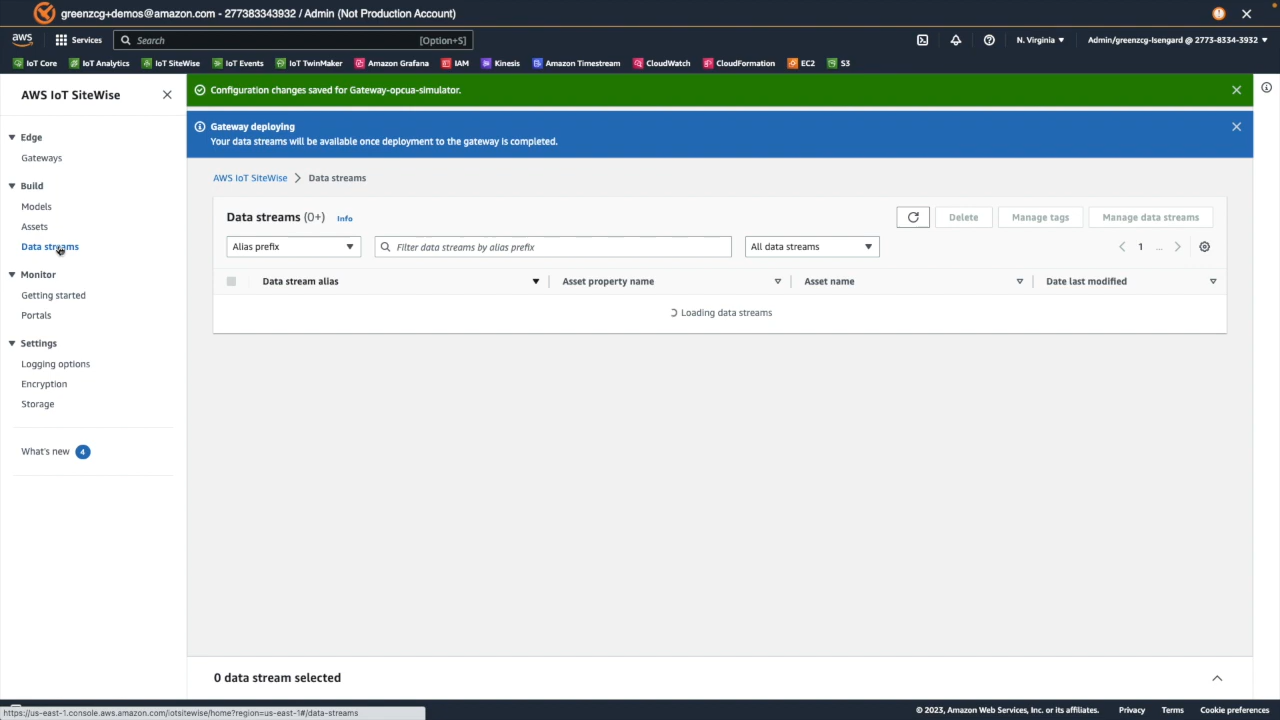 greenzcg+demos@amazon.com - 277383343932 / Admin (Not Production Account)
aws Services Search [Option+S] N. Virginia Admin/greenzcg-Isengard @ 2773-8334-3932
IoT Core IoT Analytics IoT SiteWise IoT Events IoT TwinMaker Amazon Grafana IAM Kinesis Amazon Timestream CloudWatch CloudFormation EC2 S3
AWS IoT SiteWise
Edge
Gateways
Build
Models
Assets
Data streams
Monitor
Getting started
Portals
Settings
Logging options
Encryption
Storage
What's new 4
Configuration changes saved for Gateway-opcua-simulator.
Gateway deploying
Your data streams will be available once deployment to the gateway is completed.
AWS IoT SiteWise > Data streams
Data streams (0+) Info Delete Manage tags Manage data streams
Alias prefix Filter data streams by alias prefix All data streams 1 ...
Data stream alias Asset property name Asset name Date last modified
Loading data streams
0 data stream selected
https://us-east-1.console.aws.amazon.com/iotsitewise/home?region=us-east-1#/data-streams
© 2023, Amazon Web Services, Inc. or its affiliates. Privacy Terms Cookie preferences